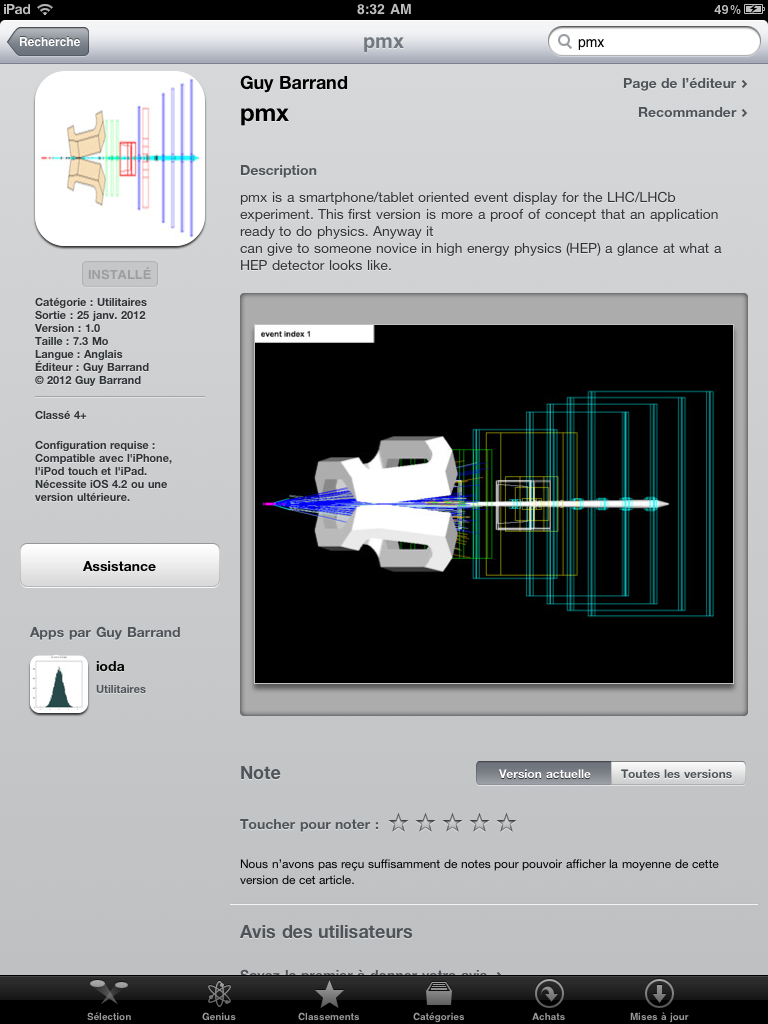 iPad
8:32 AM
49%
Recherche
pmx
pmx
Guy Barrand
Page de l'éditeur ›
pmx
Recommander ›
Description
pmx is a smartphone/tablet oriented event display for the LHC/LHCb
experiment. This first version is more a proof of concept that an application
ready to do physics. Anyway it
can give to someone novice in high energy physics (HEP) a glance at what a
HEP detector looks like.
INSTALLÉ
Catégorie : Utilitaires
Sortie : 25 janv. 2012
Version : 1.0
Taille : 7.3 Mo
Langue : Anglais
Éditeur : Guy Barrand
© 2012 Guy Barrand
Classé 4+
Configuration requise :
Compatible avec l'iPhone,
l'iPod touch et l'iPad.
Nécessite iOS 4.2 ou une
version ultérieure.
Assistance
Apps par Guy Barrand
ioda
Utilitaires
event index 1
Note
Version actuelle
Toutes les versions
Toucher pour noter :
Nous n'avons pas reçu suffisamment de notes pour pouvoir afficher la moyenne de cette
version de cet article.
Avis des utilisateurs
Soyez le premier à donner votre avis ›
Sélection
Genius
Classements
Catégories
Achats
Mises à jour